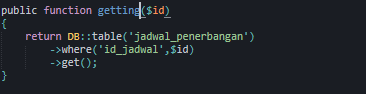 public function getting($id)
{
return DB::table('jadwal_penerbangan')
->where('id_jadwal',$id)
->get();
}